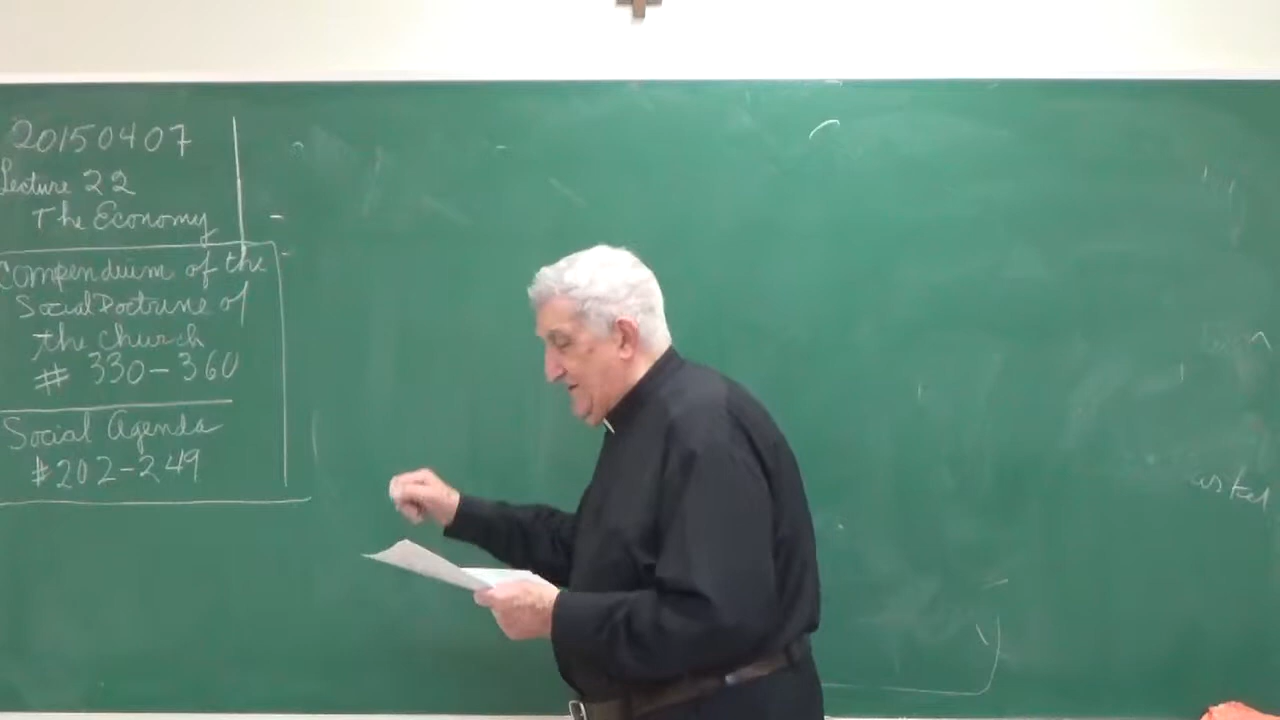 20150407
Lecture 22
The Economy
Compendium of the
Social Doctrine of
the Church
# 330-360
Social Agenda
#202-249